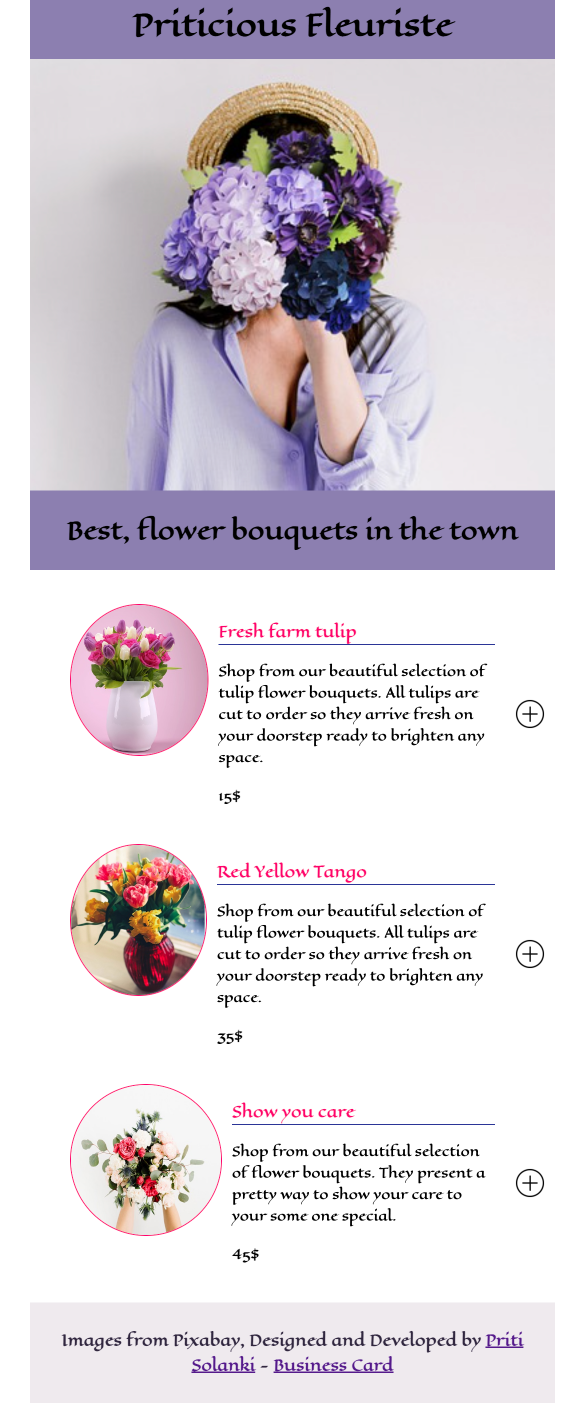 Priticious Fleuriste
Best, flower bouquets in the town
Fresh farm tulip
Shop from our beautiful selection of
tulip flower bouquets. All tulips are
cut to order so they arrive fresh on
your doorstep ready to brighten any
space.
15$
Red Yellow Tango
Shop from our beautiful selection of
tulip flower bouquets. All tulips are
cut to order so they arrive fresh on
your doorstep ready to brighten any
space.
35$
Show you care
Shop from our beautiful selection
of flower bouquets. They present a
pretty way to show your care to
your some one special.
45$
Images from Pixabay, Designed and Developed by Priti
Solanki - Business Card